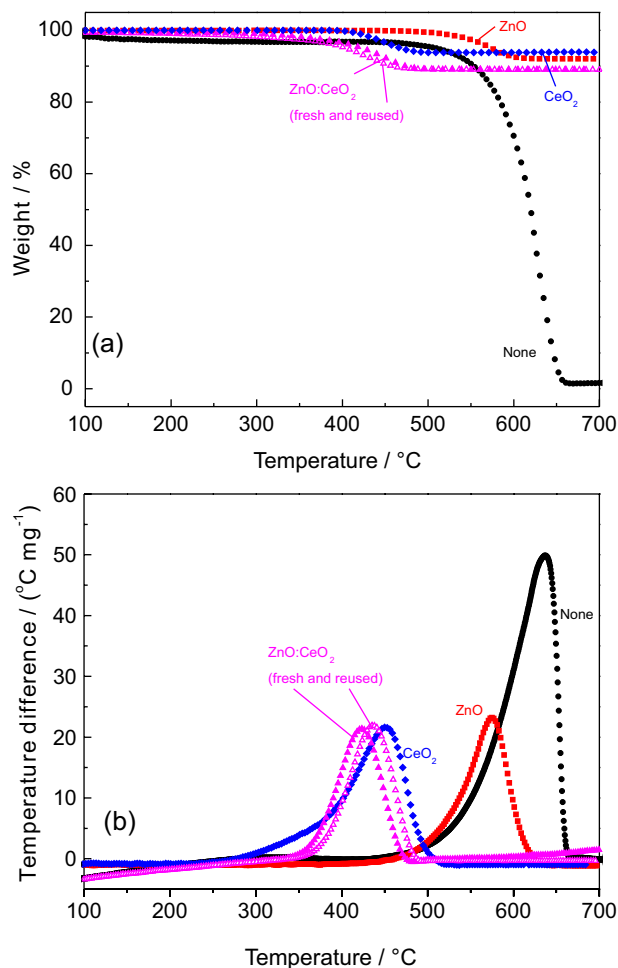 100
80
60
40
20
0
Weight / %
ZnO
CeO₂
ZnO:CeO₂
(fresh and reused)
None
(a)
100 200 300 400 500 600 700
Temperature / °C
60
50
40
30
20
10
0
Temperature difference / (°C mg⁻¹)
None
ZnO:CeO₂
(fresh and reused)
ZnO
CeO₂
(b)
100 200 300 400 500 600 700
Temperature / °C